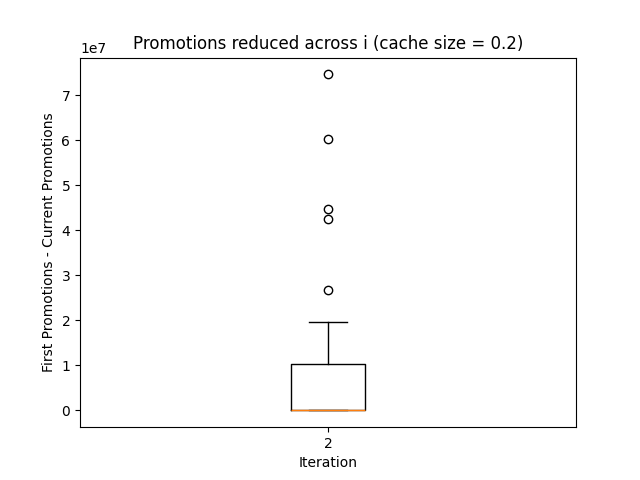 Promotions reduced across i (cache size = 0.2)
1e7
7
6
5
4
3
2
1
0
First Promotions - Current Promotions
2
Iteration